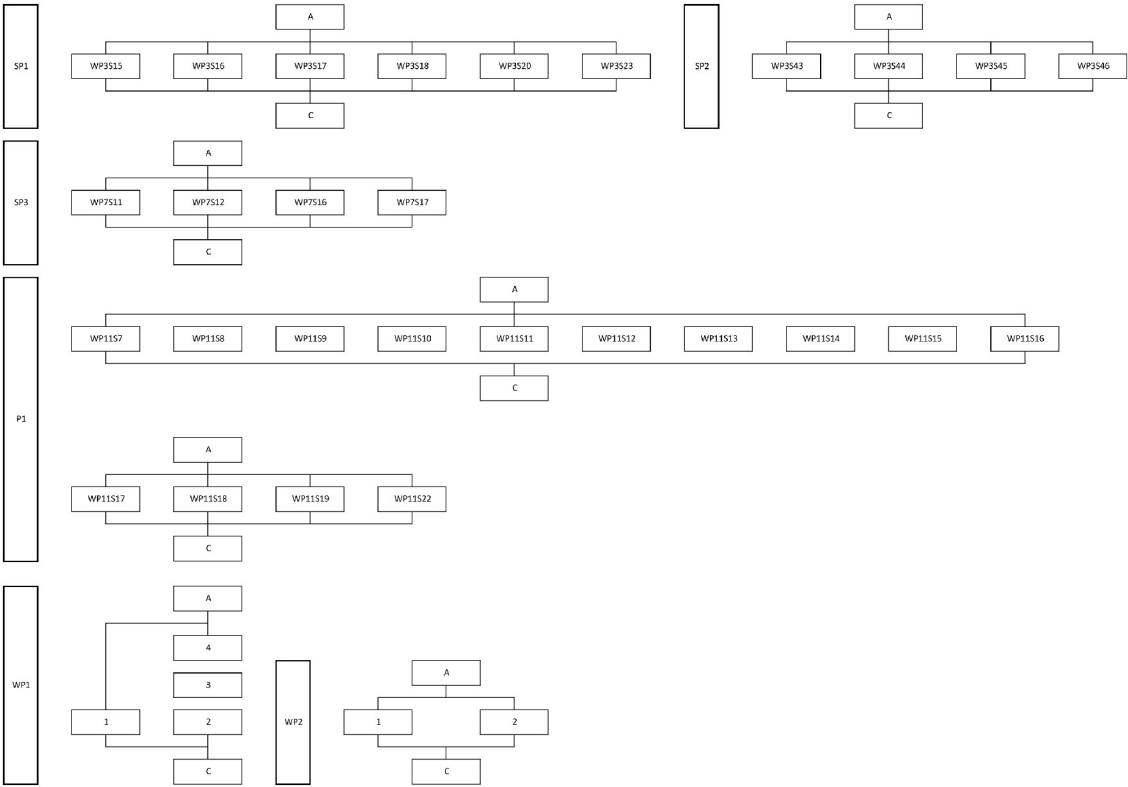 A
A
SP1
WP3S15
WP3S16
WP3S17
WP3S18
WP3S20
WP3S23
SP2
WP3S43
WP3S44
WP3S45
WP3S46
C
C
A
SP3
WP7S11
WP7S12
WP7S16
WP7S17
C
A
WP11S7
WP11S8
WP11S9
WP11S10
WP11S11
WP11S12
WP11S13
WP11S14
WP11S15
WP11S16
C
P1
A
WP11S17
WP11S18
WP11S19
WP11S22
C
A
4
WP1
3
1
2
C
WP2
A
1
2
C